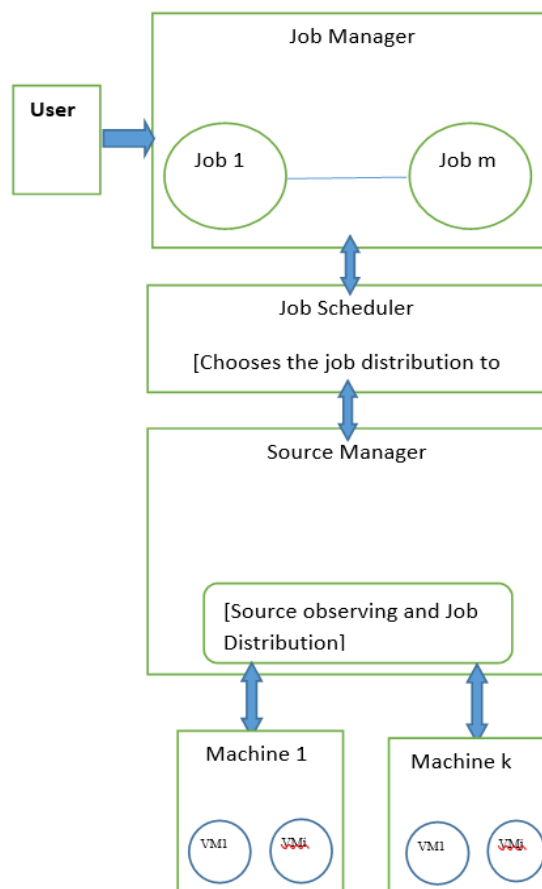 Job Manager
User
Job 1
Job m
Job Scheduler
[Chooses the job distribution to
Source Manager
[Source observing and Job
Distribution]
Machine 1
Machine k
VM1
VMi
VM1
VMj